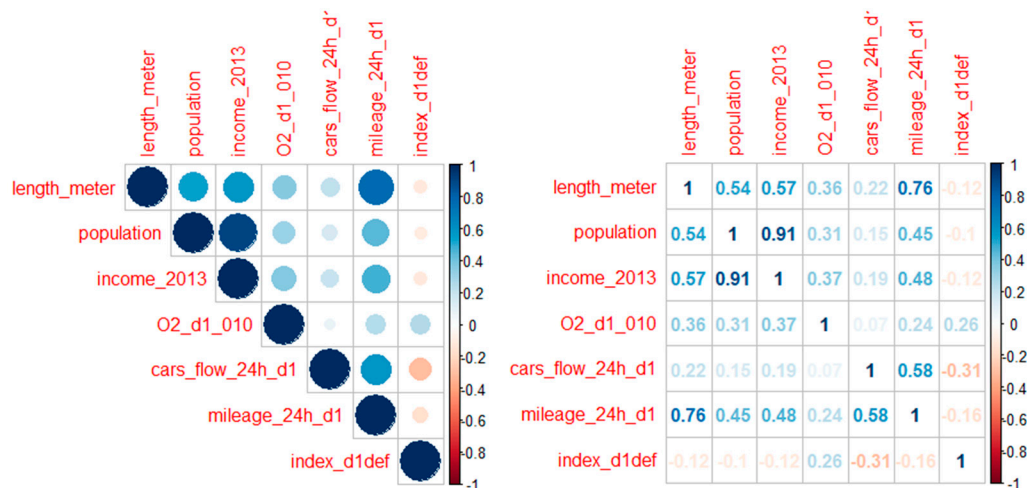 length_meter
population
income_2013
O2_d1_010
cars_flow_24h_d1
mileage_24h_d1
index_d1def
length_meter
population
income_2013
O2_d1_010
cars_flow_24h_d1
mileage_24h_d1
index_d1def
1
0.8
0.6
0.4
0.2
0
-0.2
-0.4
-0.6
-0.8
-1
length_meter
population
income_2013
O2_d1_010
cars_flow_24h_d
mileage_24h_d1
index_d1def
length_meter 1 0.54 0.57 0.36 0.22 0.76 -0.12
population 0.54 1 0.91 0.31 0.15 0.45 -0.1
income_2013 0.57 0.91 1 0.37 0.19 0.48 -0.12
O2_d1_010 0.36 0.31 0.37 1 0.07 0.24 0.26
cars_flow_24h_d1 0.22 0.15 0.19 0.07 1 0.58 -0.31
mileage_24h_d1 0.76 0.45 0.48 0.24 0.58 1 -0.16
index_d1def -0.12 -0.1 -0.12 0.26 -0.31 -0.16 1
1
0.8
0.6
0.4
0.2
0
-0.2
-0.4
-0.6
-0.8
-1